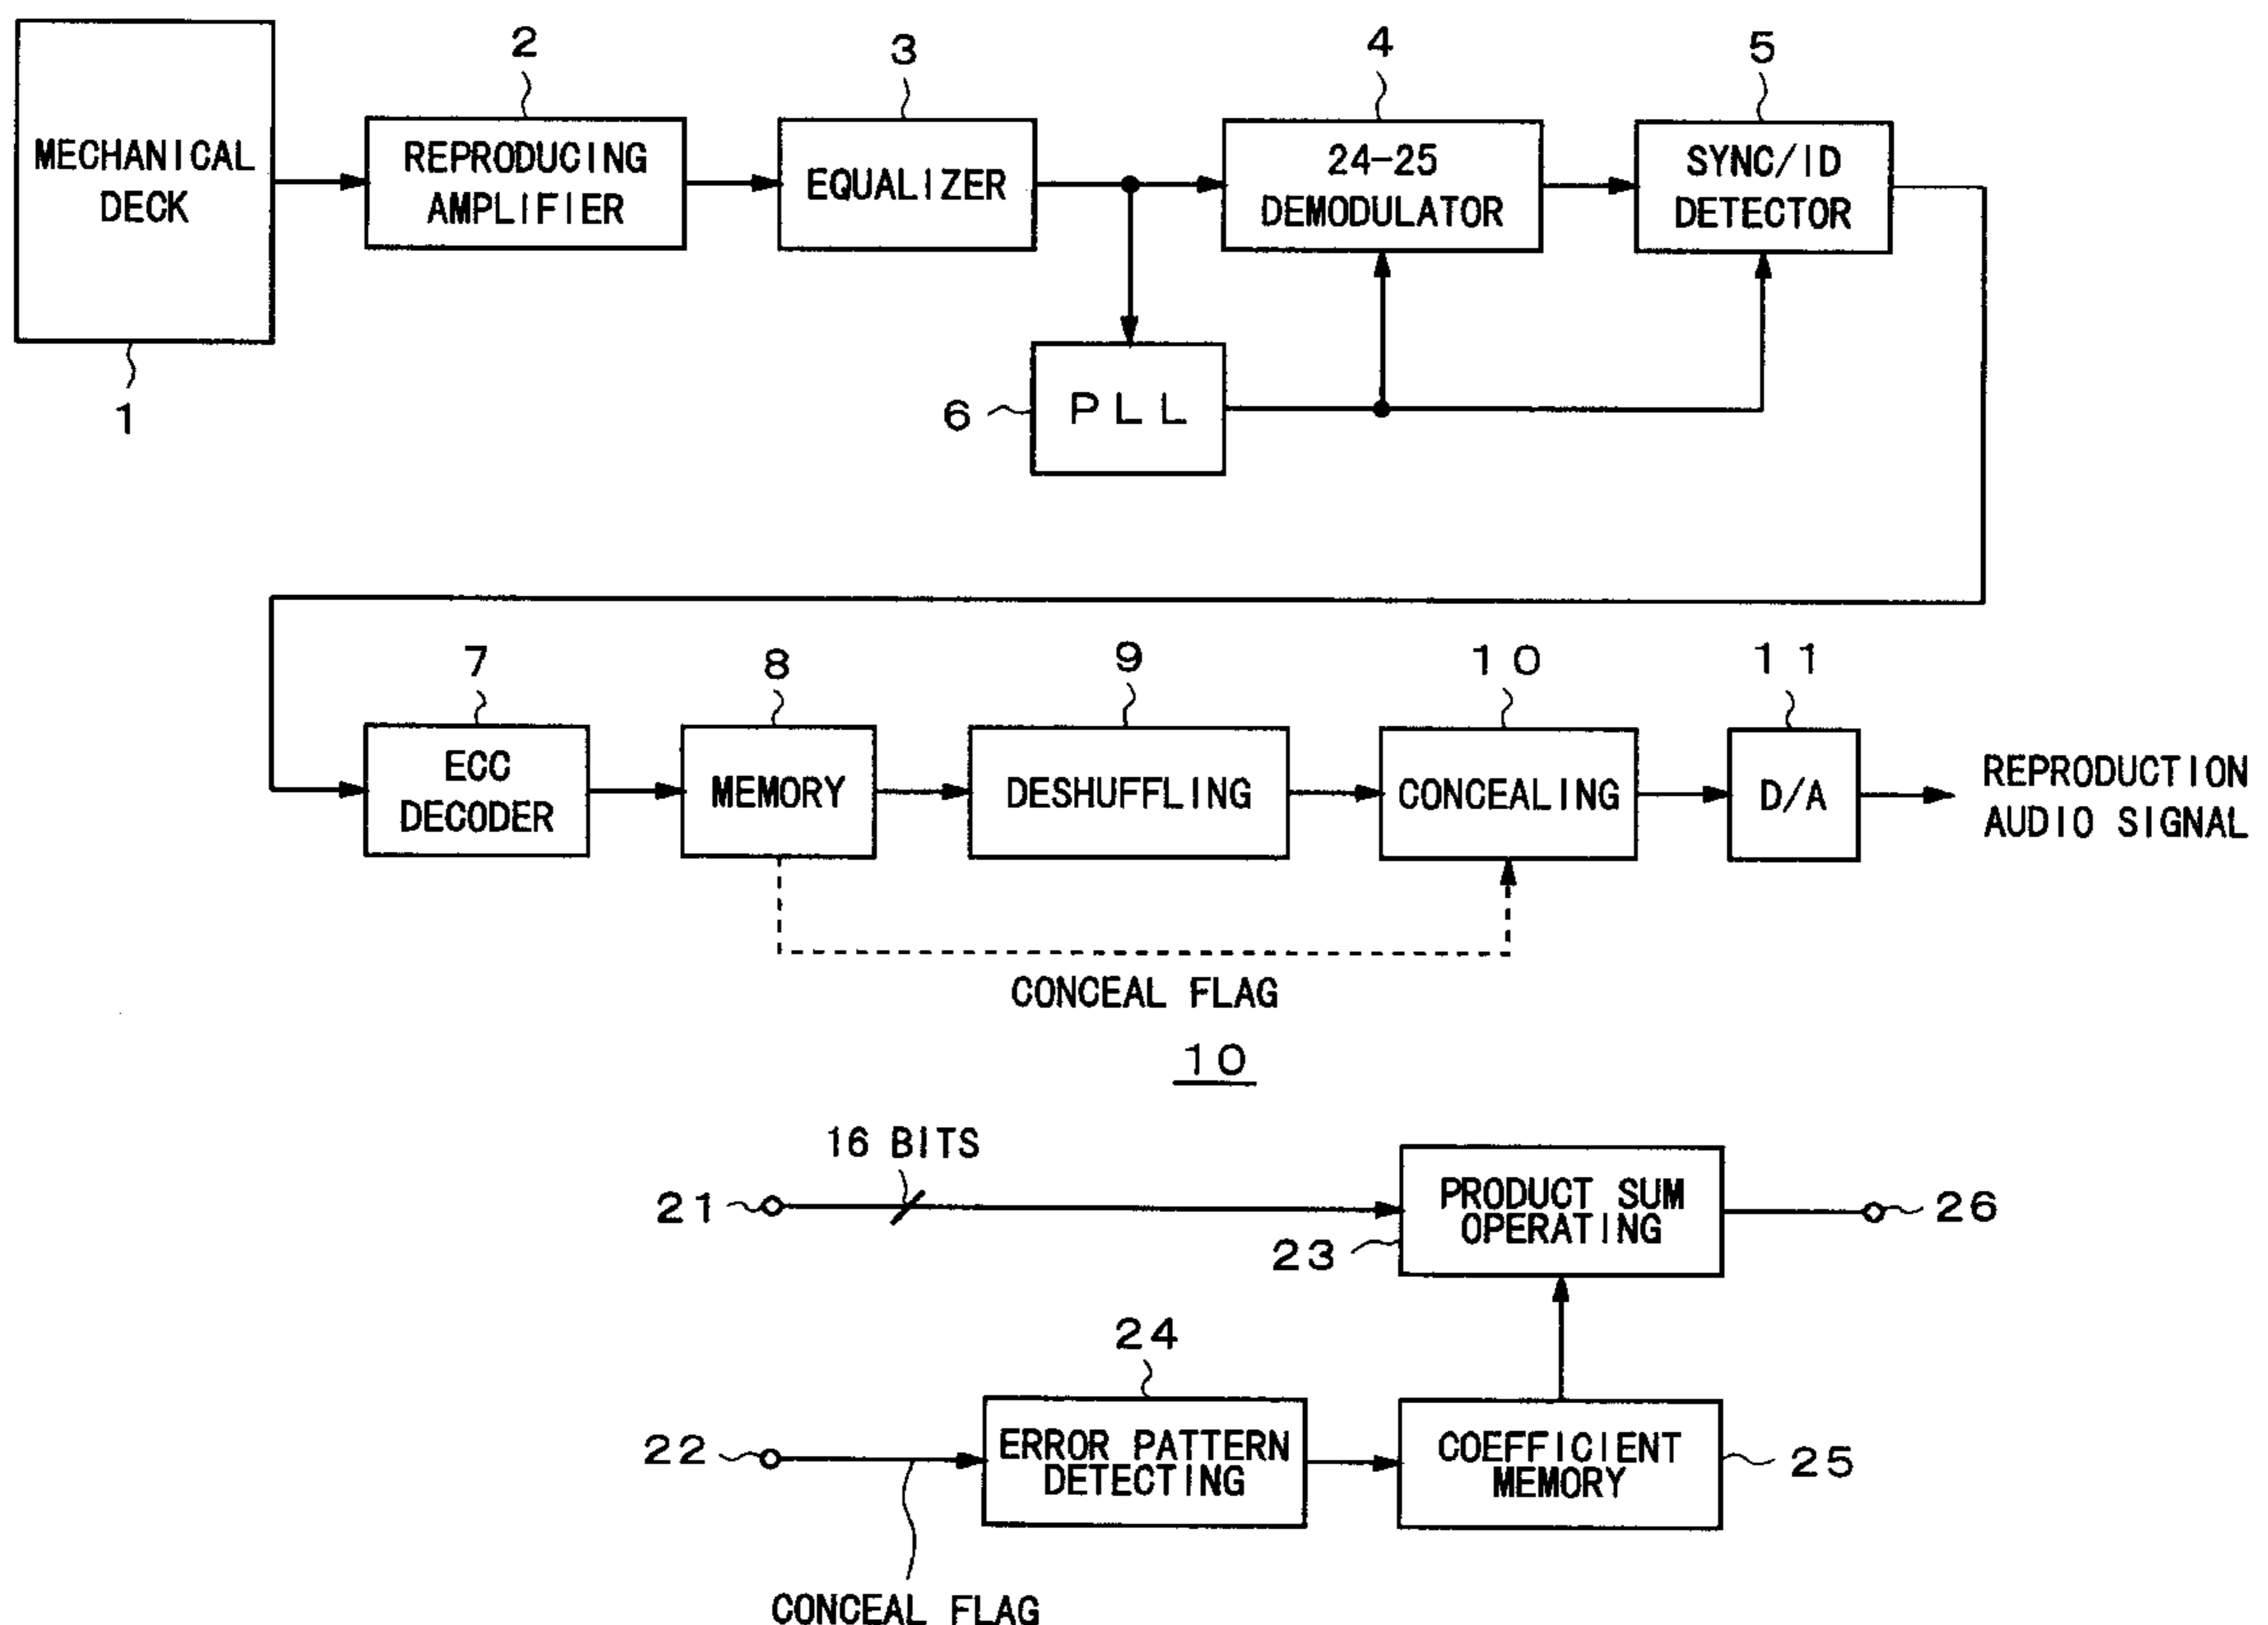 2
3
4
5
MECHANICAL
DECK
REPRODUCING
AMPLIFIER
EQUALIZER
24-25
DEMODULATOR
SYNC/ID
DETECTOR
1
6
PLL
7
8
9
10
11
ECC
DECODER
MEMORY
DESHUFFLING
CONCEALING
D/A
REPRODUCTION
AUDIO SIGNAL
CONCEAL FLAG
10
16 BITS
21
PRODUCT SUM
OPERATING
26
23
24
22
ERROR PATTERN
DETECTING
COEFFICIENT
MEMORY
25
CONCEAL FLAG